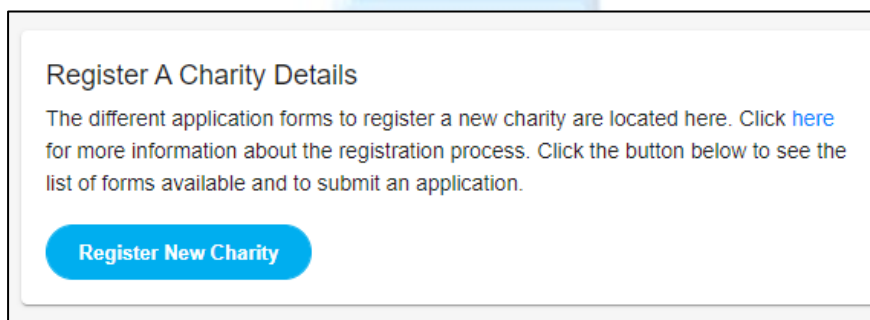 Register A Charity Details
The different application forms to register a new charity are located here. Click here
for more information about the registration process. Click the button below to see the
list of forms available and to submit an application.
Register New Charity